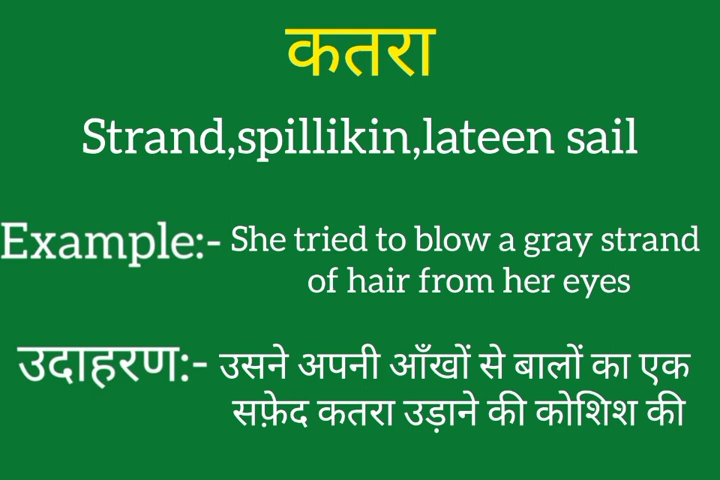 कतरा
Strand,spillikin,lateen sail
Example:- She tried to blow a gray strand
of hair from her eyes
उदाहरण:- उसने अपनी आँखों से बालों का एक
सफ़ेद कतरा उड़ाने की कोशिश की